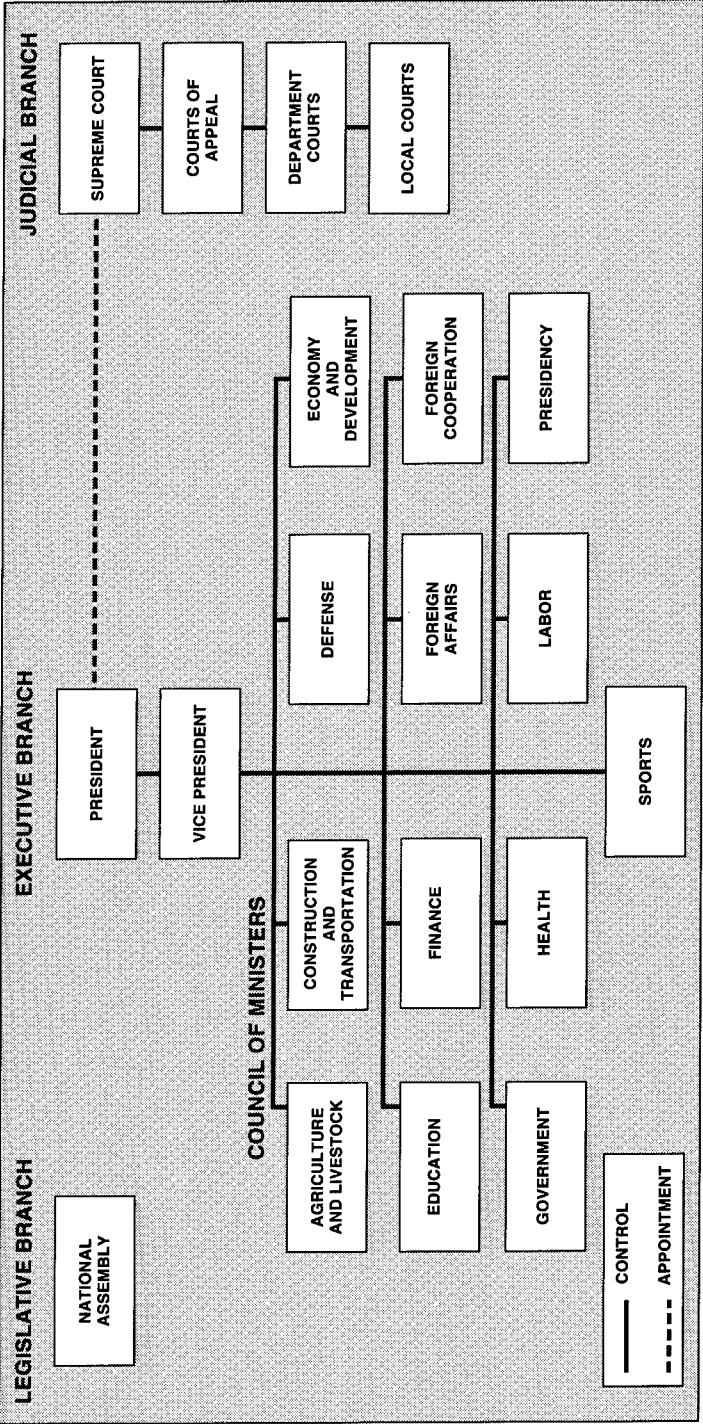 LEGISLATIVE BRANCH
EXECUTIVE BRANCH
JUDICIAL BRANCH
NATIONAL
ASSEMBLY
PRESIDENT
SUPREME COURT
VICE PRESIDENT
COURTS OF
APPEAL
DEPARTMENT
COURTS
LOCAL COURTS
COUNCIL OF MINISTERS
AGRICULTURE
AND LIVESTOCK
CONSTRUCTION
AND
TRANSPORTATION
DEFENSE
ECONOMY
AND
DEVELOPMENT
EDUCATION
FINANCE
FOREIGN
AFFAIRS
FOREIGN
COOPERATION
GOVERNMENT
HEALTH
LABOR
PRESIDENCY
SPORTS
CONTROL
APPOINTMENT